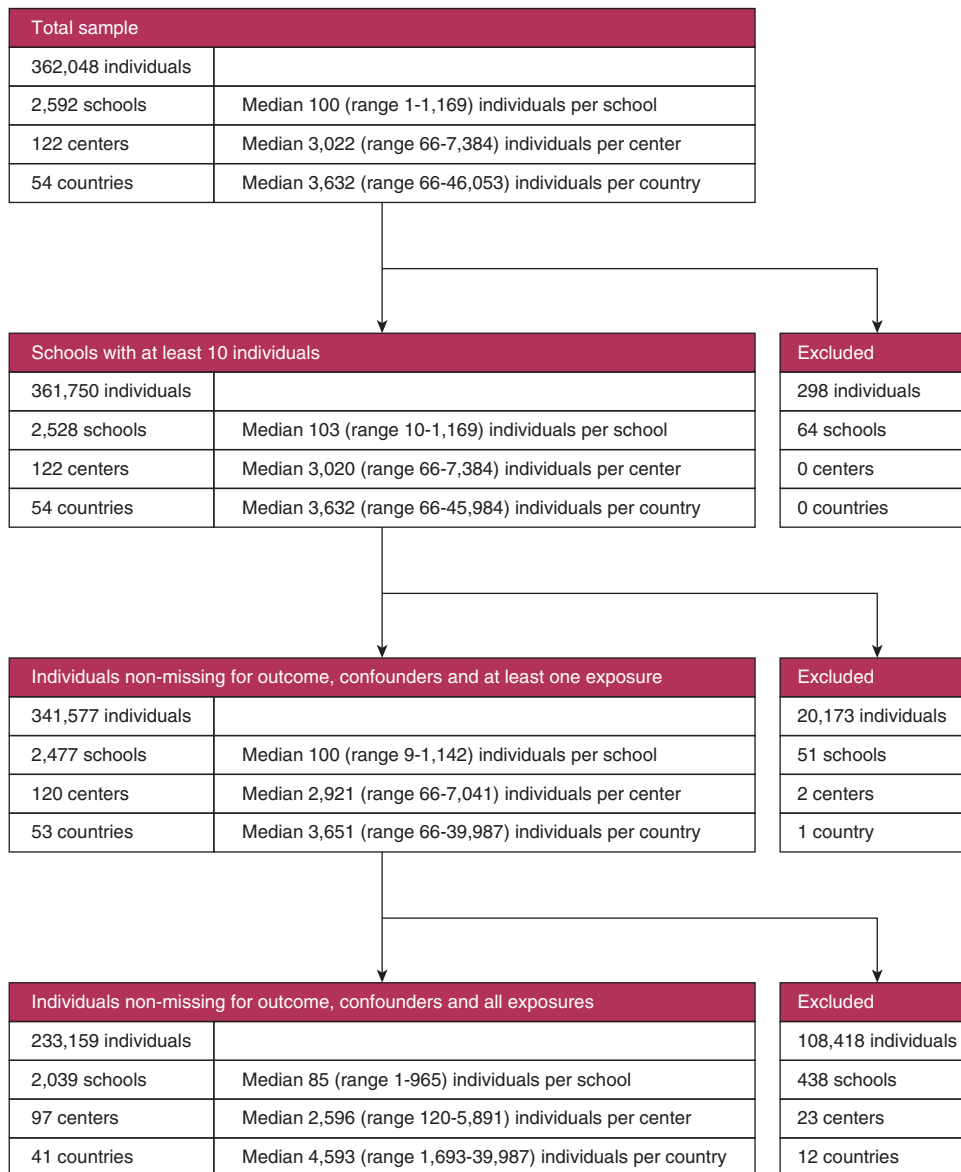 Total sample
362,048 individuals
2,592 schools Median 100 (range 1-1,169) individuals per school
122 centers Median 3,022 (range 66-7,384) individuals per center
54 countries Median 3,632 (range 66-46,053) individuals per country
Schools with at least 10 individuals
361,750 individuals
2,528 schools Median 103 (range 10-1,169) individuals per school
122 centers Median 3,020 (range 66-7,384) individuals per center
54 countries Median 3,632 (range 66-45,984) individuals per country
Excluded
298 individuals
64 schools
0 centers
0 countries
Individuals non-missing for outcome, confounders and at least one exposure
341,577 individuals
2,477 schools Median 100 (range 9-1,142) individuals per school
120 centers Median 2,921 (range 66-7,041) individuals per center
53 countries Median 3,651 (range 66-39,987) individuals per country
Excluded
20,173 individuals
51 schools
2 centers
1 country
Individuals non-missing for outcome, confounders and all exposures
233,159 individuals
2,039 schools Median 85 (range 1-965) individuals per school
97 centers Median 2,596 (range 120-5,891) individuals per center
41 countries Median 4,593 (range 1,693-39,987) individuals per country
Excluded
108,418 individuals
438 schools
23 centers
12 countries